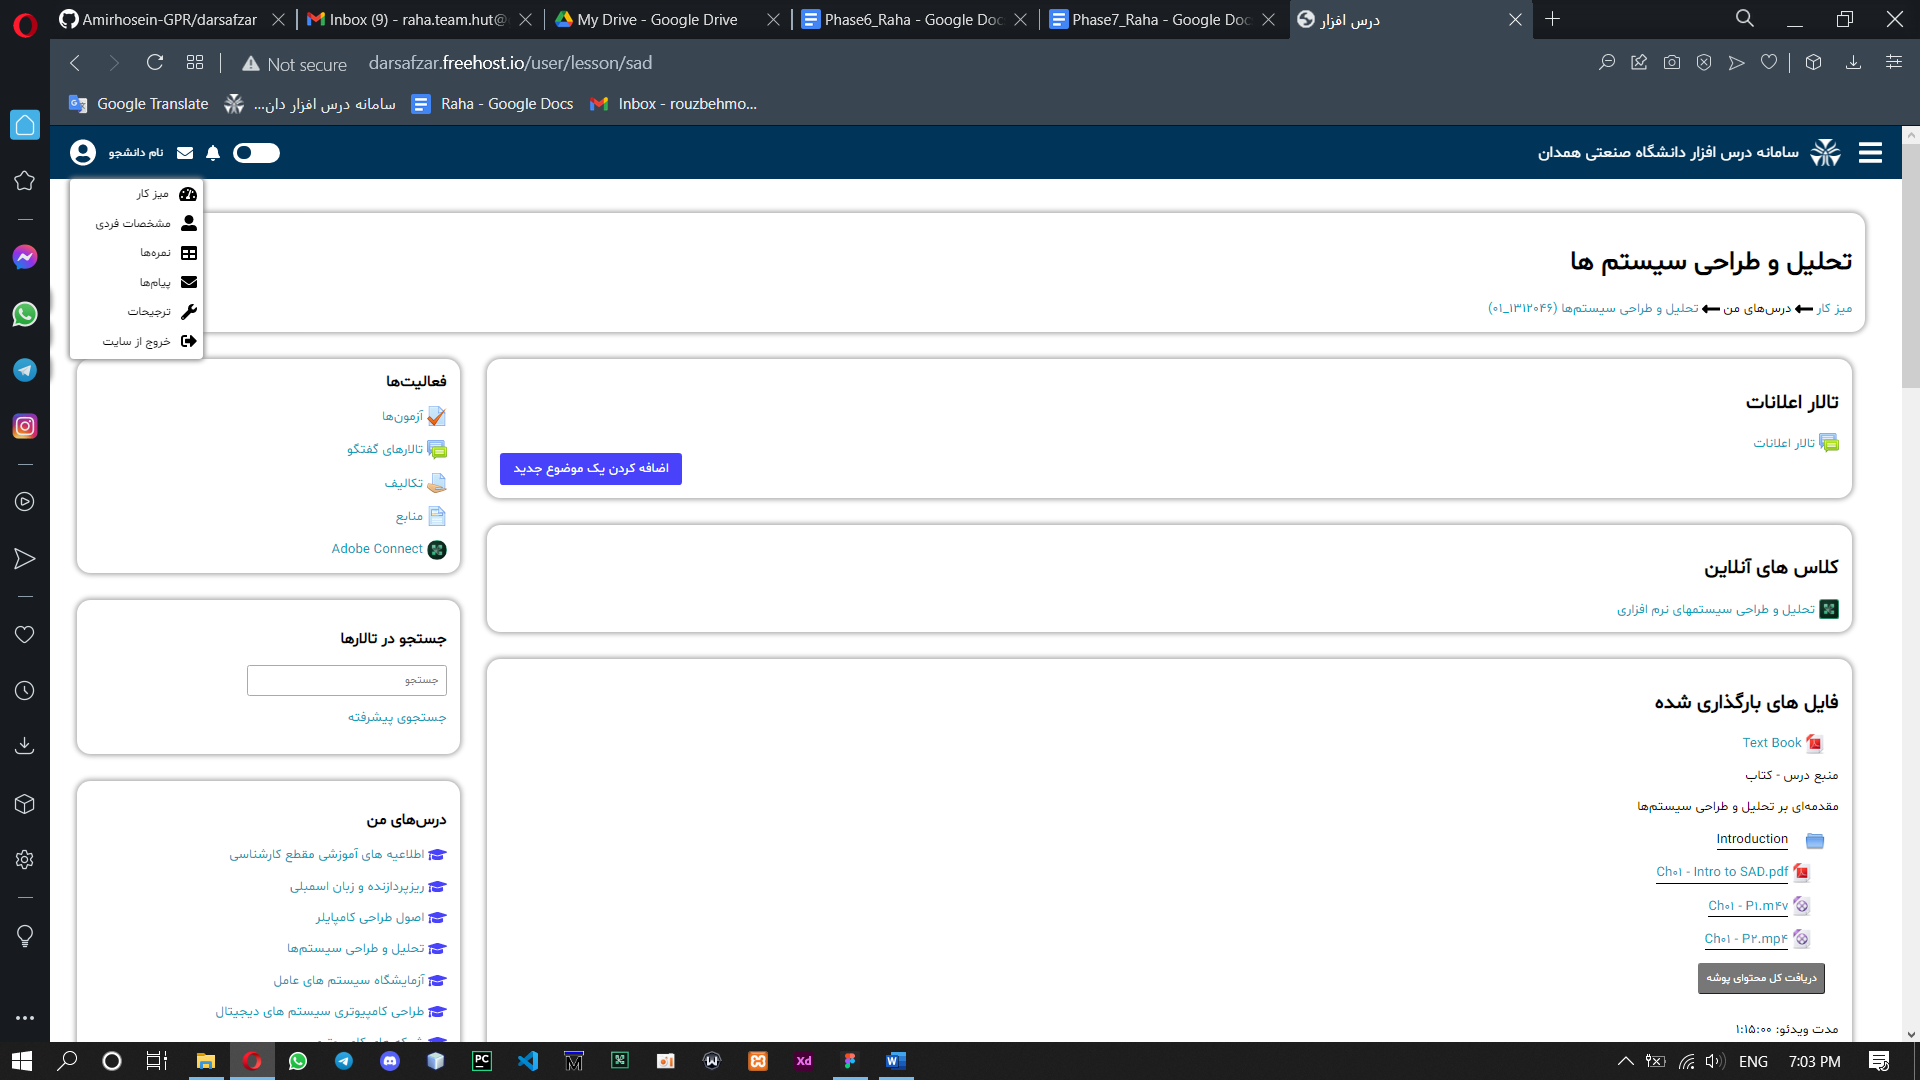 Amirhosein-GPR/darsafzar
Inbox (9) - raha.team.hut@
My Drive - Google Drive
Phase6_Raha - Google Doc
Phase7_Raha - Google Doc
درس افزار
Not secure
darsafzar.freehost.io/user/lesson/sad
Google Translate
سامانه درس افزار دان...
Raha - Google Docs
Inbox - rouzbehmo...
سامانه درس افزار دانشگاه صنعتی همدان
نام دانشجو
میز کار
مشخصات فردی
نمره‌ها
پیام‌ها
ترجیحات
خروج از سایت
تحلیل و طراحی سیستم ها
میز کار
درس‌های من
تحلیل و طراحی سیستم‌ها (۱۳۱۲۰۴۶_۰۱)
تالار اعلانات
تالار اعلانات
اضافه کردن یک موضوع جدید
کلاس های آنلاین
تحلیل و طراحی سیستمهای نرم افزاری
فایل های بارگذاری شده
Text Book
منبع درس - کتاب
مقدمه‌ای بر تحلیل و طراحی سیستم‌ها
Introduction
Ch۰۱ - Intro to SAD.pdf
Ch۰۱ - P۱.m۴v
Ch۰۱ - P۲.mp۴
دریافت کل محتوای پوشه
مدت ویدئو: ۱:۱۵:۰۰
فعالیت‌ها
آزمون‌ها
تالارهای گفتگو
تکالیف
منابع
Adobe Connect
جستجو در تالارها
جستجو
جستجوی پیشرفته
درس‌های من
اطلاعیه های آموزشی مقطع کارشناسی
ریزپردازنده و زبان اسمبلی
اصول طراحی کامپایلر
تحلیل و طراحی سیستم‌ها
آزمایشگاه سیستم های عامل
طراحی کامپیوتری سیستم های دیجیتال
ENG
7:03 PM